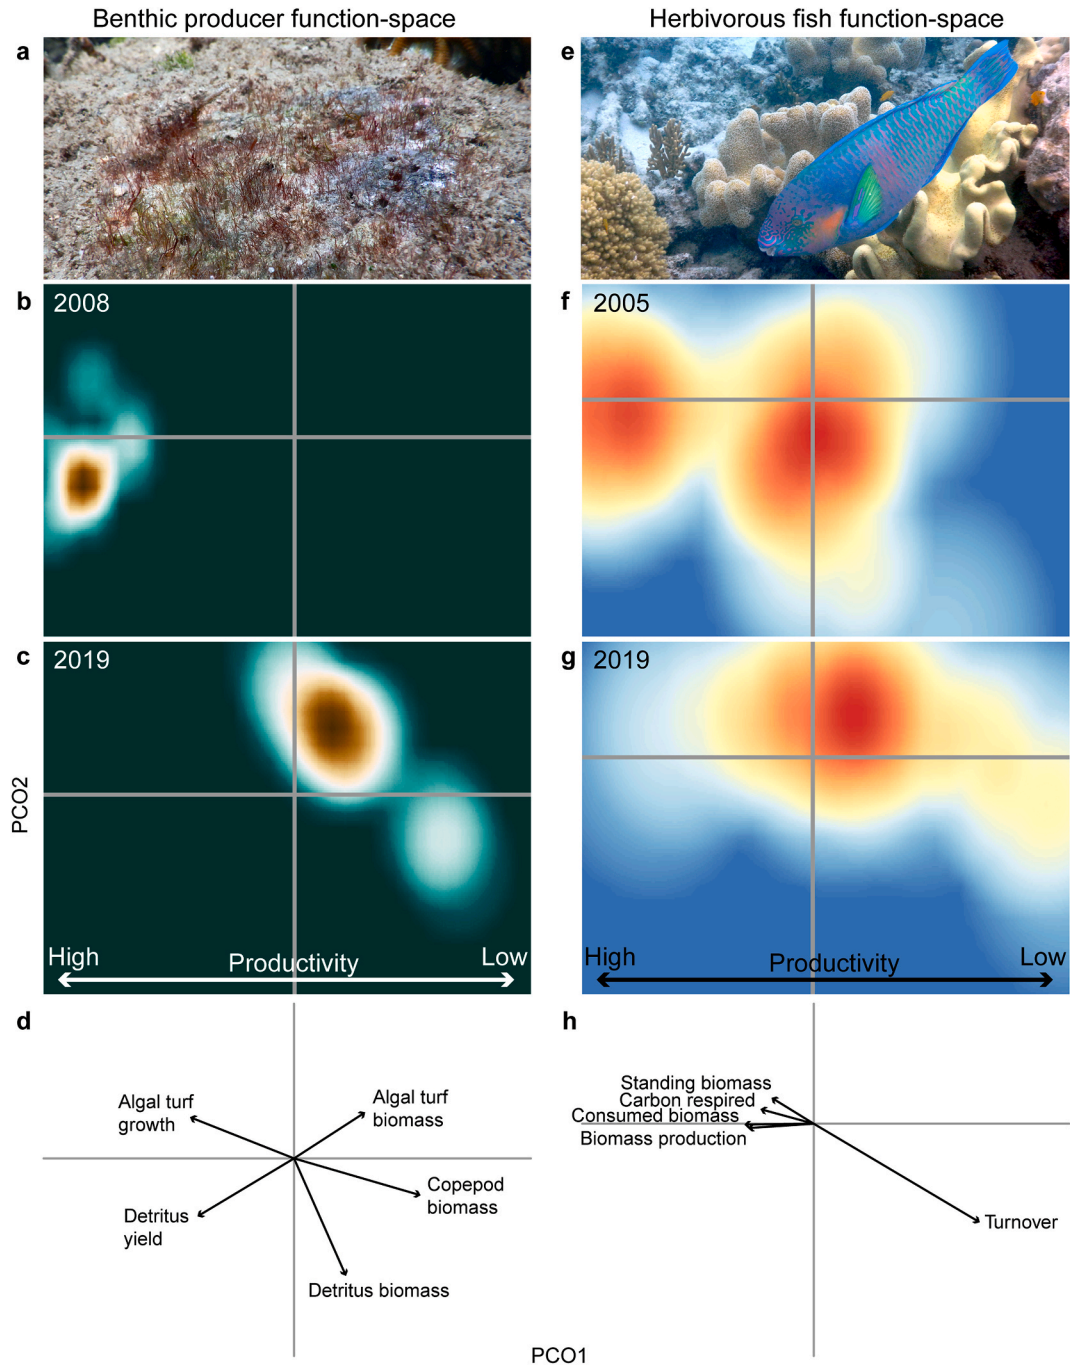 Benthic producer function-space
Herbivorous fish function-space
a
e
b
2008
f
2005
c
2019
g
2019
PCO2
High
Productivity
Low
High
Productivity
Low
d
Algal turf
growth
Algal turf
biomass
Copepod
biomass
Detritus
yield
Detritus biomass
h
Standing biomass
Carbon respired
Consumed biomass
Biomass production
Turnover
PCO1